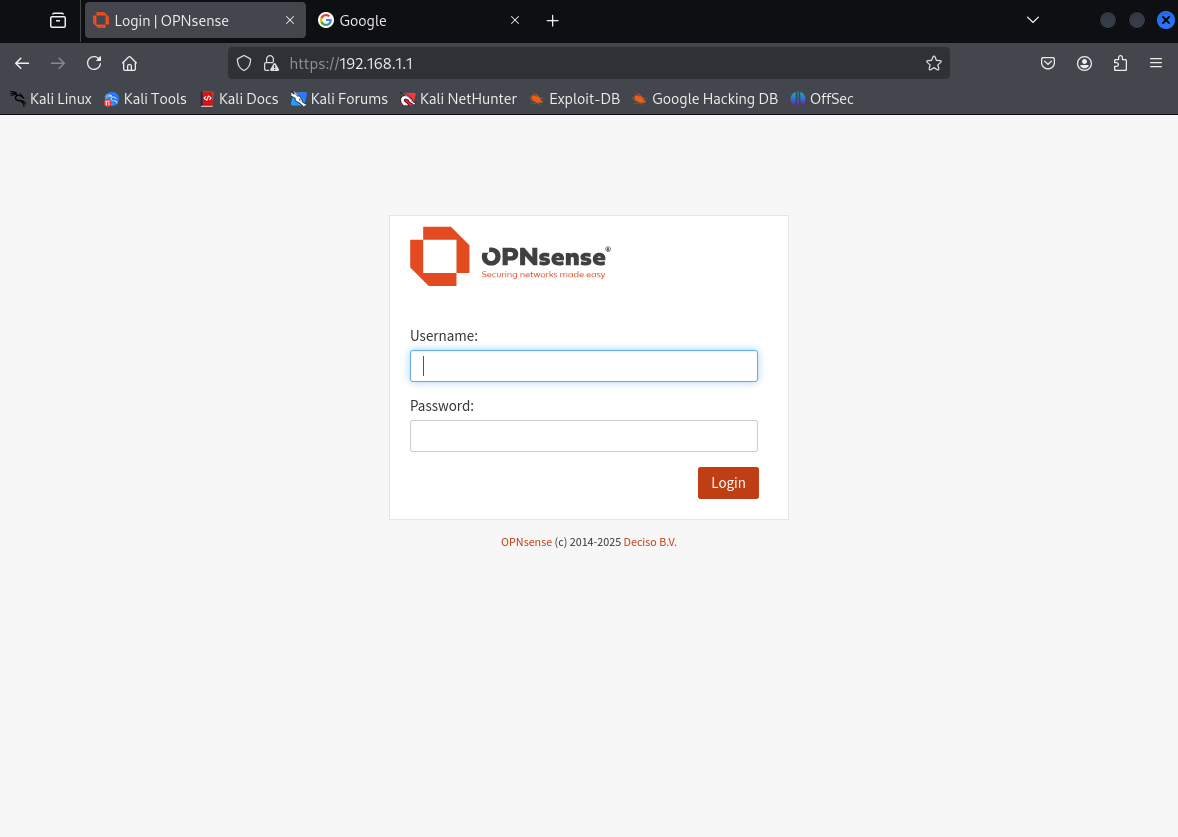 Login | OPNsense
Google
https://192.168.1.1
Kali Linux Kali Tools Kali Docs Kali Forums Kali NetHunter Exploit-DB Google Hacking DB OffSec
OPNsense®
Securing networks made easy
Username:
Password:
Login
OPNsense (c) 2014-2025 Deciso B.V.